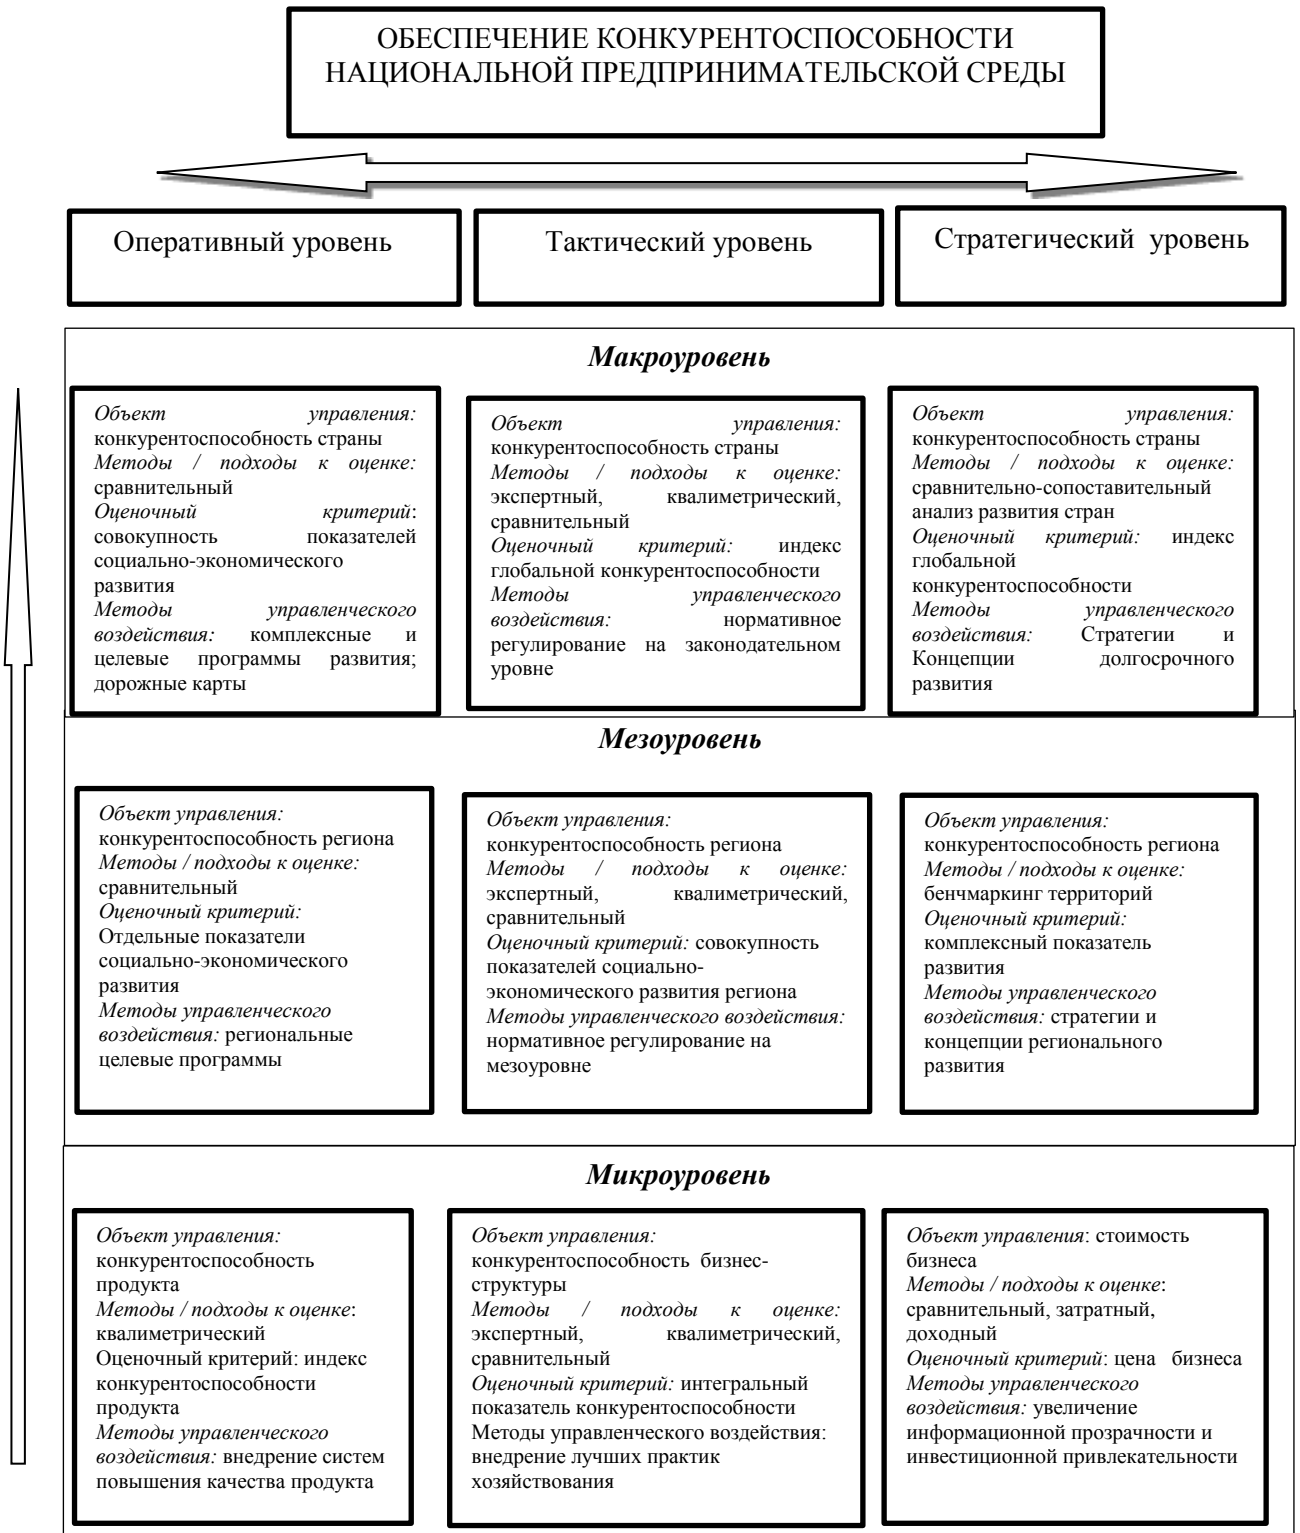 ОБЕСПЕЧЕНИЕ КОНКУРЕНТОСПОСОБНОСТИ
НАЦИОНАЛЬНОЙ ПРЕДПРИНИМАТЕЛЬСКОЙ СРЕДЫ
Оперативный уровень
Тактический уровень
Стратегический уровень
Макроуровень
Объект управления:
конкурентоспособность страны
Методы / подходы к оценке:
сравнительный
Оценочный критерий:
совокупность показателей
социально-экономического
развития
Методы управленческого
воздействия: комплексные и
целевые программы развития;
дорожные карты
Объект управления:
конкурентоспособность страны
Методы / подходы к оценке:
экспертный, квалиметрический,
сравнительный
Оценочный критерий: индекс
глобальной конкурентоспособности
Методы управленческого
воздействия: нормативное
регулирование на законодательном
уровне
Объект управления:
конкурентоспособность страны
Методы / подходы к оценке:
сравнительно-сопоставительный
анализ развития стран
Оценочный критерий: индекс
глобальной
конкурентоспособности
Методы управленческого
воздействия: Стратегии и
Концепции долгосрочного
развития
Мезоуровень
Объект управления:
конкурентоспособность региона
Методы / подходы к оценке:
сравнительный
Оценочный критерий:
Отдельные показатели
социально-экономического
развития
Методы управленческого
воздействия: региональные
целевые программы
Объект управления:
конкурентоспособность региона
Методы / подходы к оценке:
экспертный, квалиметрический,
сравнительный
Оценочный критерий: совокупность
показателей социально-
экономического развития региона
Методы управленческого воздействия:
нормативное регулирование на
мезоуровне
Объект управления:
конкурентоспособность региона
Методы / подходы к оценке:
бенчмаркинг территорий
Оценочный критерий:
комплексный показатель
развития
Методы управленческого
воздействия: стратегии и
концепции регионального
развития
Микроуровень
Объект управления:
конкурентоспособность
продукта
Методы / подходы к оценке:
квалиметрический
Оценочный критерий: индекс
конкурентоспособности
продукта
Методы управленческого
воздействия: внедрение систем
повышения качества продукта
Объект управления:
конкурентоспособность бизнес-
структуры
Методы / подходы к оценке:
экспертный, квалиметрический,
сравнительный
Оценочный критерий: интегральный
показатель конкурентоспособности
Методы управленческого воздействия:
внедрение лучших практик
хозяйствования
Объект управления: стоимость
бизнеса
Методы / подходы к оценке:
сравнительный, затратный,
доходный
Оценочный критерий: цена бизнеса
Методы управленческого
воздействия: увеличение
информационной прозрачности и
инвестиционной привлекательности